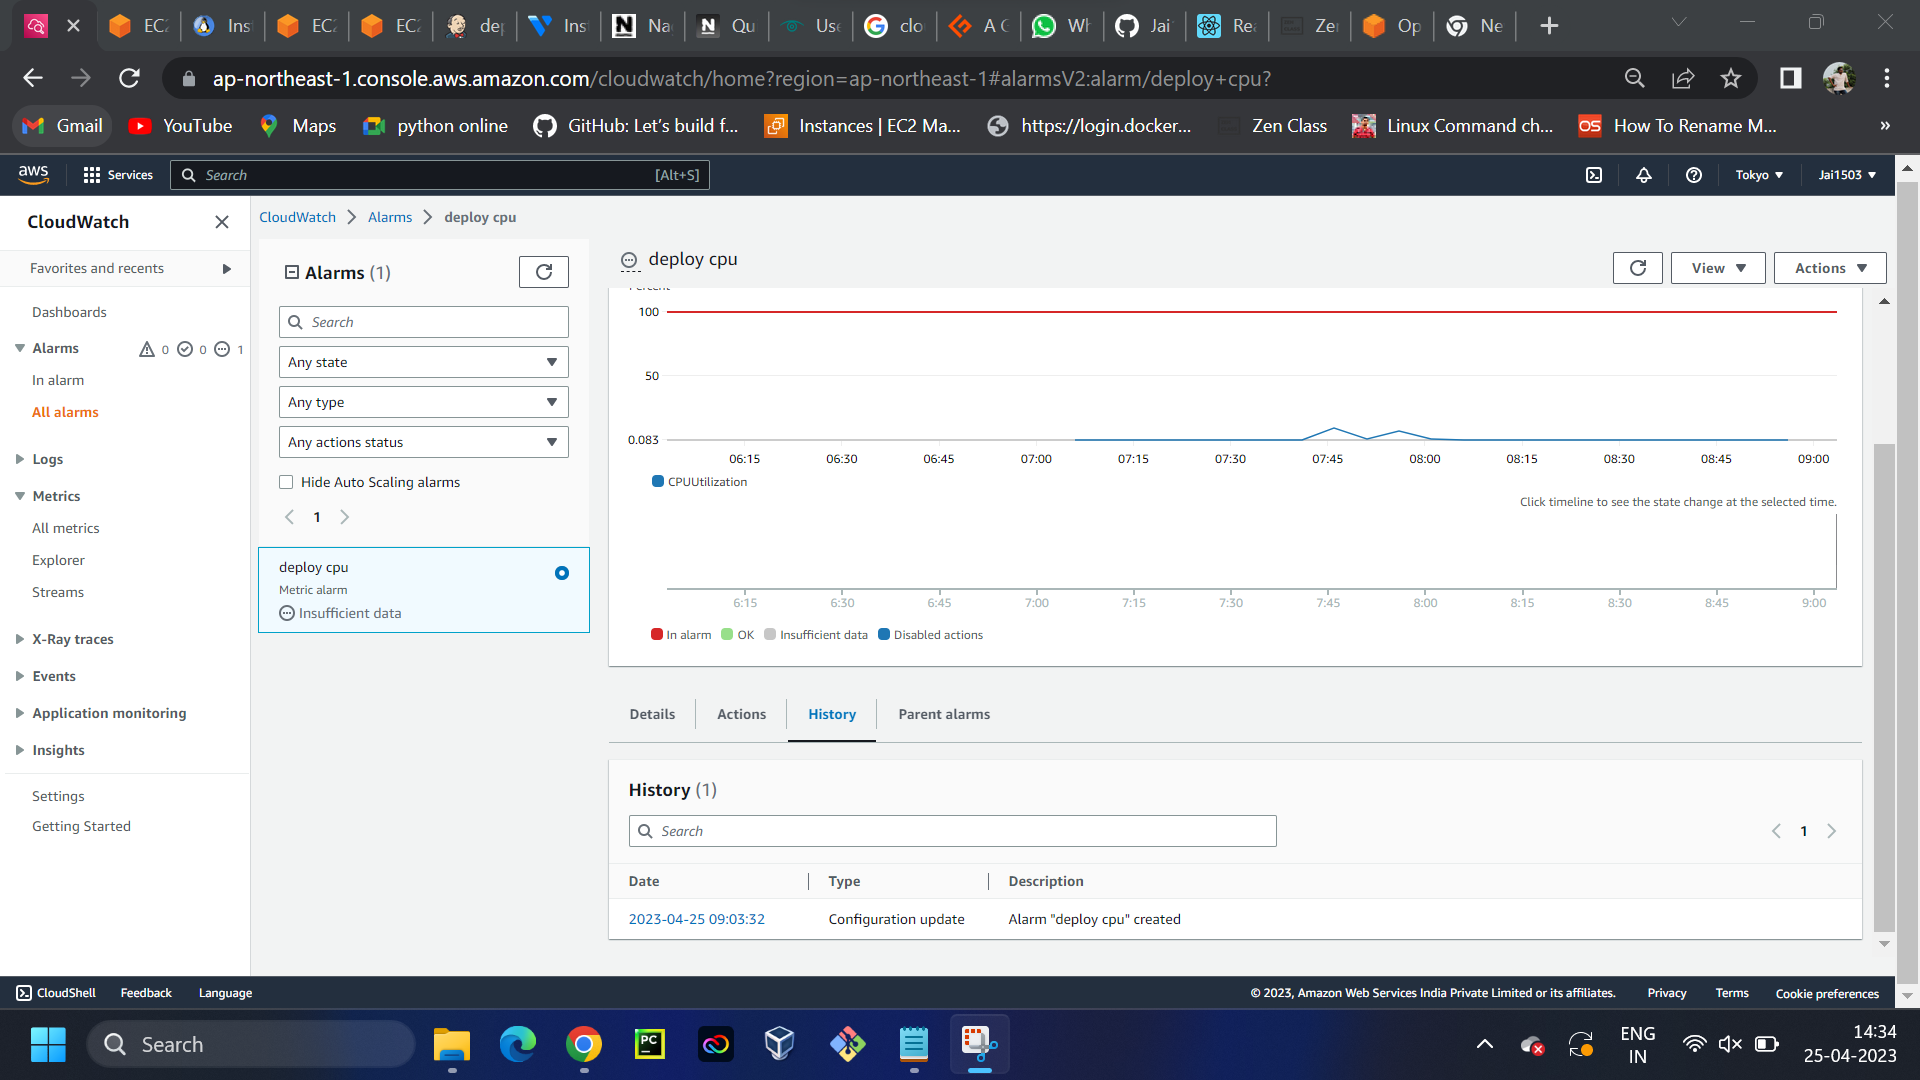 EC2
Ins
EC2
EC2
dep
Ins
Na
Qu
Use
clo
A G
Wh
Jai
Rea
Zer
Op
Ne
ap-northeast-1.console.aws.amazon.com/cloudwatch/home?region=ap-northeast-1#alarmsV2:alarm/deploy+cpu?
Gmail
YouTube
Maps
python online
GitHub: Let's build f...
Instances | EC2 Ma...
https://login.docker...
Zen Class
Linux Command ch...
How To Rename M...
»
aws
Services
Search
[Alt+S]
Tokyo
Jai1503
CloudWatch
Favorites and recents
Dashboards
Alarms 0 0 1
In alarm
All alarms
Logs
Metrics
All metrics
Explorer
Streams
X-Ray traces
Events
Application monitoring
Insights
Settings
Getting Started
CloudWatch > Alarms > deploy cpu
Alarms (1)
Search
Any state
Any type
Any actions status
Hide Auto Scaling alarms
1
deploy cpu
Metric alarm
Insufficient data
deploy cpu
View
Actions
Percent
100
50
0.083
06:15 06:30 06:45 07:00 07:15 07:30 07:45 08:00 08:15 08:30 08:45 09:00
CPUUtilization
Click timeline to see the state change at the selected time.
6:15 6:30 6:45 7:00 7:15 7:30 7:45 8:00 8:15 8:30 8:45 9:00
In alarm OK Insufficient data Disabled actions
Details
Actions
History
Parent alarms
History (1)
Search
1
Date Type Description
2023-04-25 09:03:32 Configuration update Alarm "deploy cpu" created
CloudShell
Feedback
Language
© 2023, Amazon Web Services India Private Limited or its affiliates.
Privacy
Terms
Cookie preferences
Search
PC
ENG
IN
14:34
25-04-2023